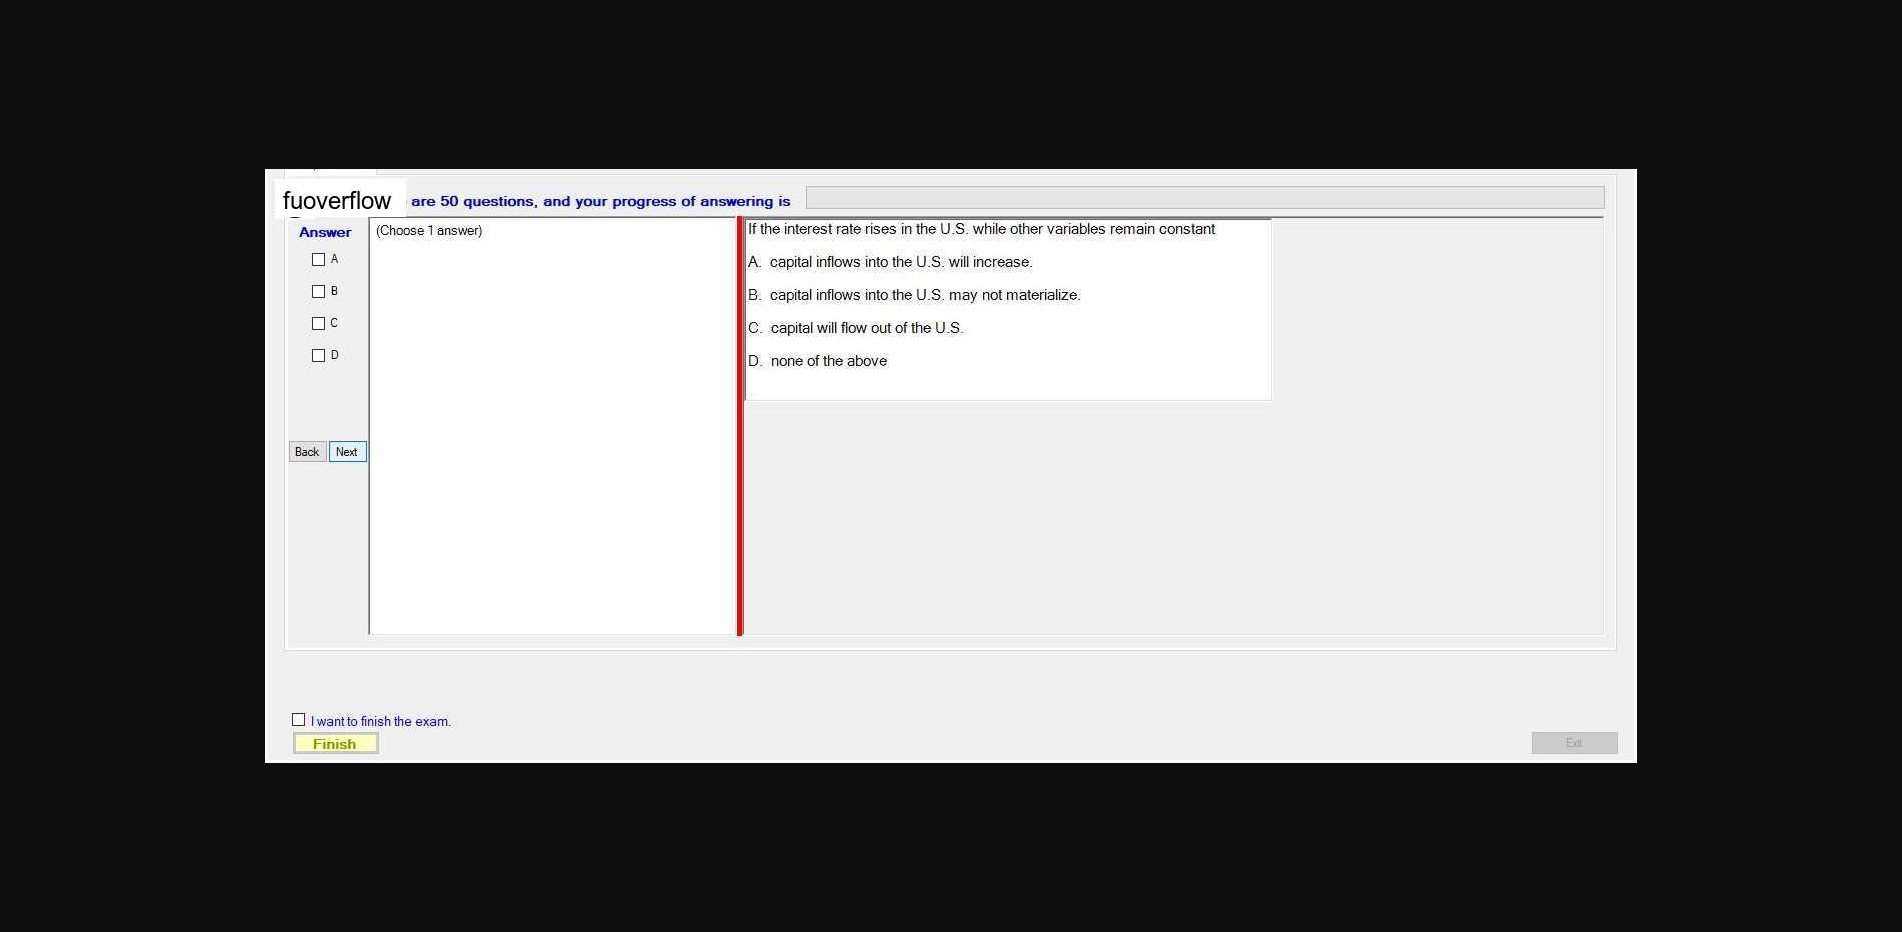 fuoverflow are 50 questions, and your progress of answering is
Answer
(Choose 1 answer)
A
B
C
D
Back Next
If the interest rate rises in the U.S. while other variables remain constant
A. capital inflows into the U.S. will increase.
B. capital inflows into the U.S. may not materialize.
C. capital will flow out of the U.S.
D. none of the above
I want to finish the exam.
Finish
Exit